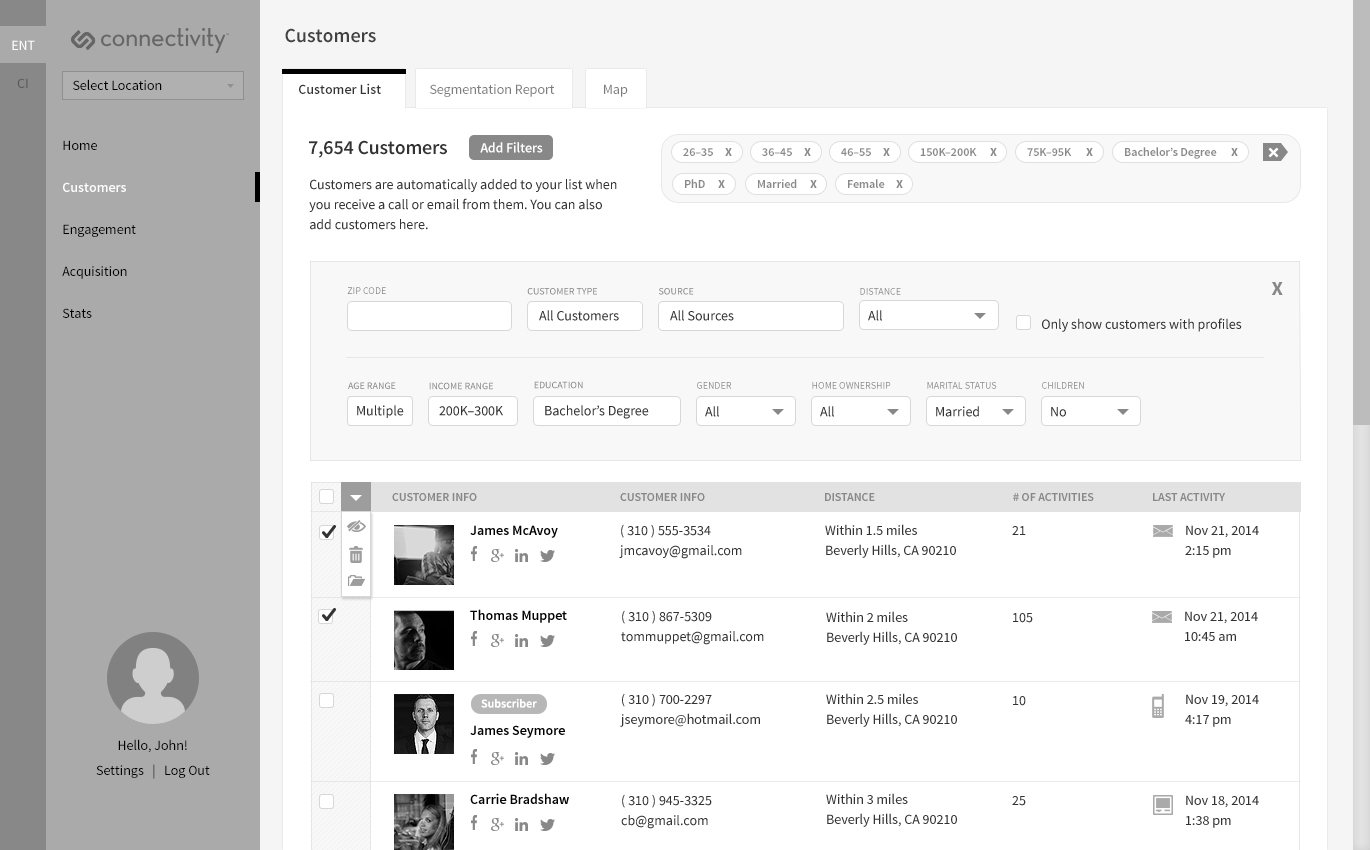 ENT
CI
connectivity
Select Location
Home
Customers
Engagement
Acquisition
Stats
Hello, John!
Settings | Log Out
Customers
Customer List
Segmentation Report
Map
7,654 Customers
Add Filters
Customers are automatically added to your list when
you receive a call or email from them. You can also
add customers here.
26–35 X 36–45 X 46–55 X 150K–200K X 75K–95K X Bachelor's Degree X
PhD X Married X Female X
X
ZIP CODE CUSTOMER TYPE SOURCE DISTANCE
All Customers All Sources All Only show customers with profiles
AGE RANGE INCOME RANGE EDUCATION GENDER HOME OWNERSHIP MARITAL STATUS CHILDREN
Multiple 200K–300K Bachelor's Degree All All Married No
CUSTOMER INFO CUSTOMER INFO DISTANCE # OF ACTIVITIES LAST ACTIVITY
James McAvoy ( 310 ) 555-3534 Within 1.5 miles 21 Nov 21, 2014
jmcavoy@gmail.com Beverly Hills, CA 90210 2:15 pm
Thomas Muppet ( 310 ) 867-5309 Within 2 miles 105 Nov 21, 2014
tommuppet@gmail.com Beverly Hills, CA 90210 10:45 am
Subscriber ( 310 ) 700-2297 Within 2.5 miles 10 Nov 19, 2014
James Seymore jseymore@hotmail.com Beverly Hills, CA 90210 4:17 pm
Carrie Bradshaw ( 310 ) 945-3325 Within 3 miles 25 Nov 18, 2014
cb@gmail.com Beverly Hills, CA 90210 1:38 pm